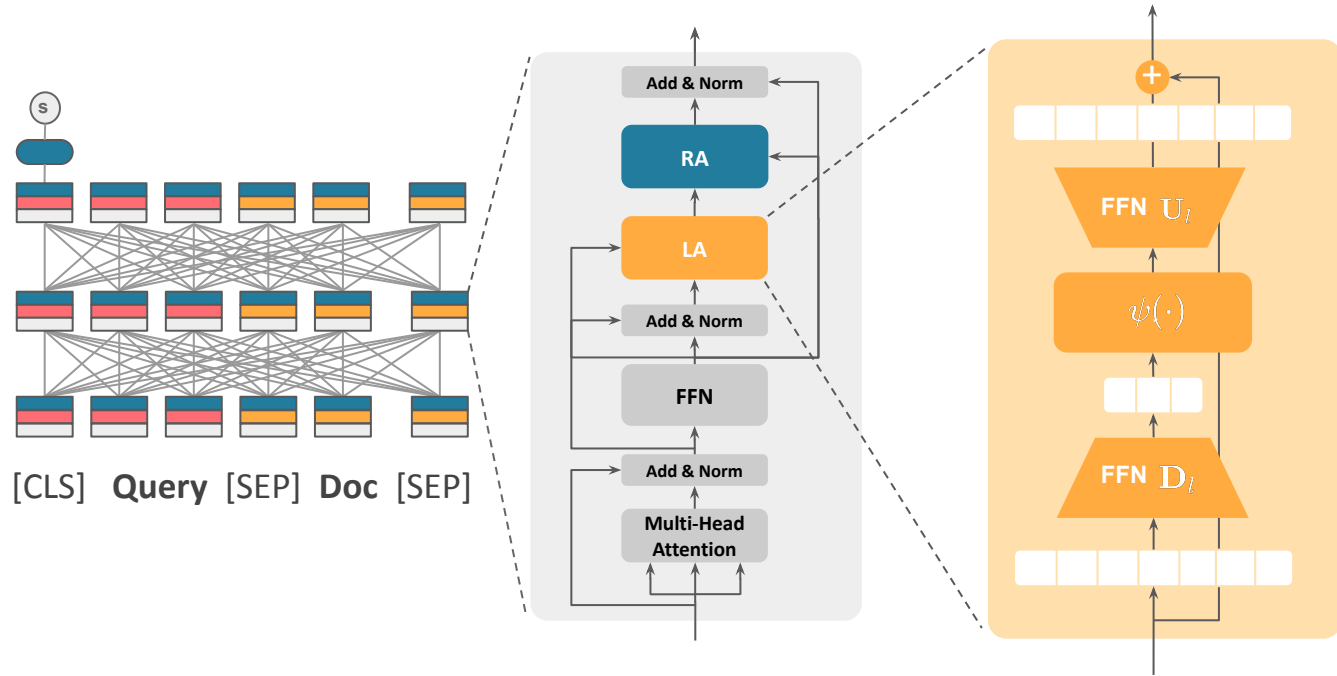 s
[CLS] Query [SEP] Doc [SEP]
Add & Norm
RA
LA
Add & Norm
FFN
Add & Norm
Multi-Head
Attention
+
FFN U_l
ψ(·)
FFN D_l